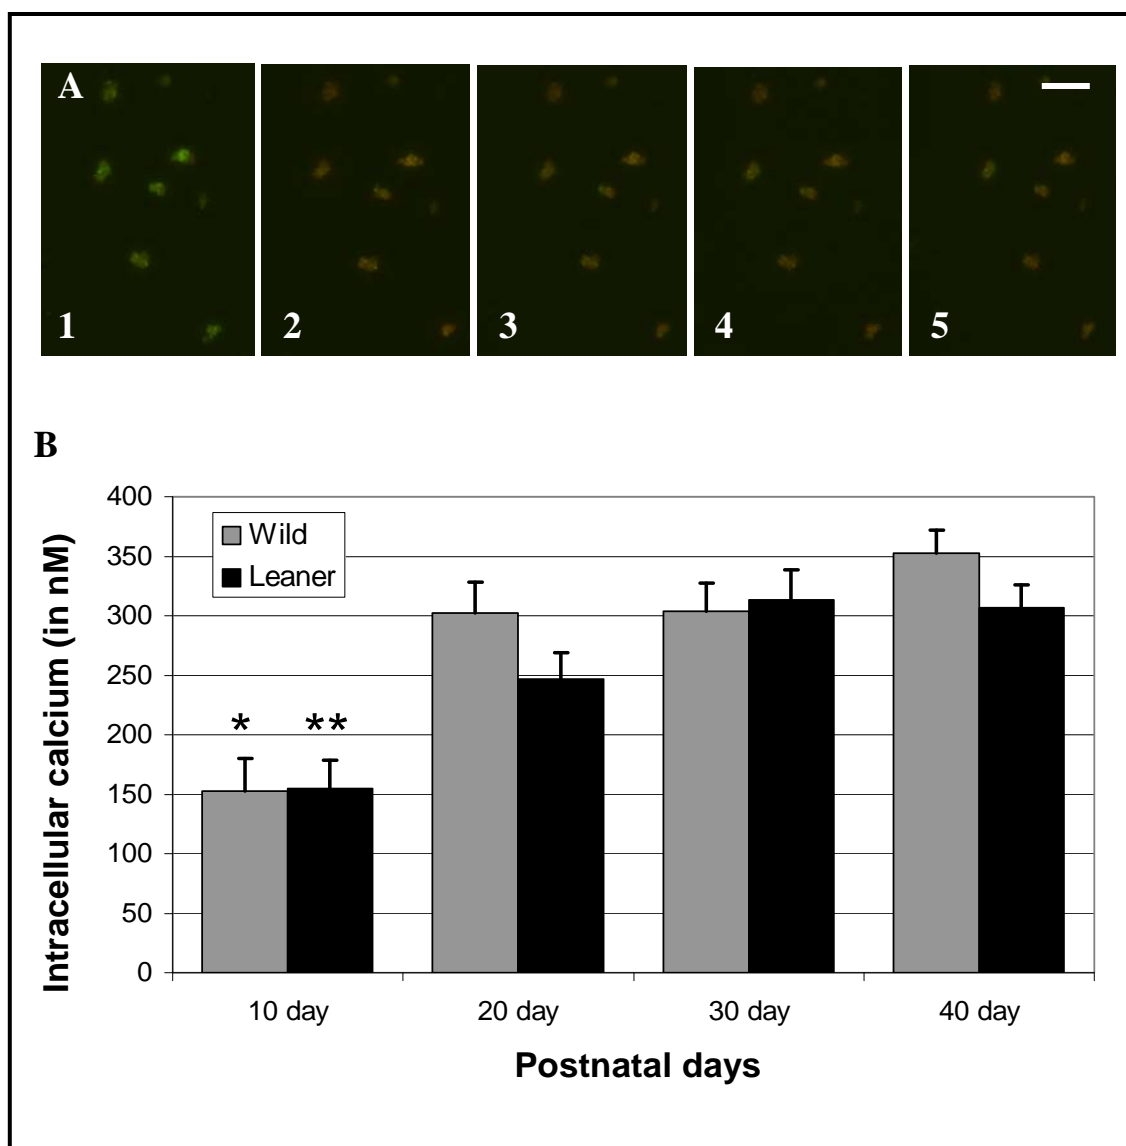 A
1 2 3 4 5
B
Intracellular calcium (in nM)
400
350
300
250
200
150
100
50
0
Wild
Leaner
* **
10 day 20 day 30 day 40 day
Postnatal days